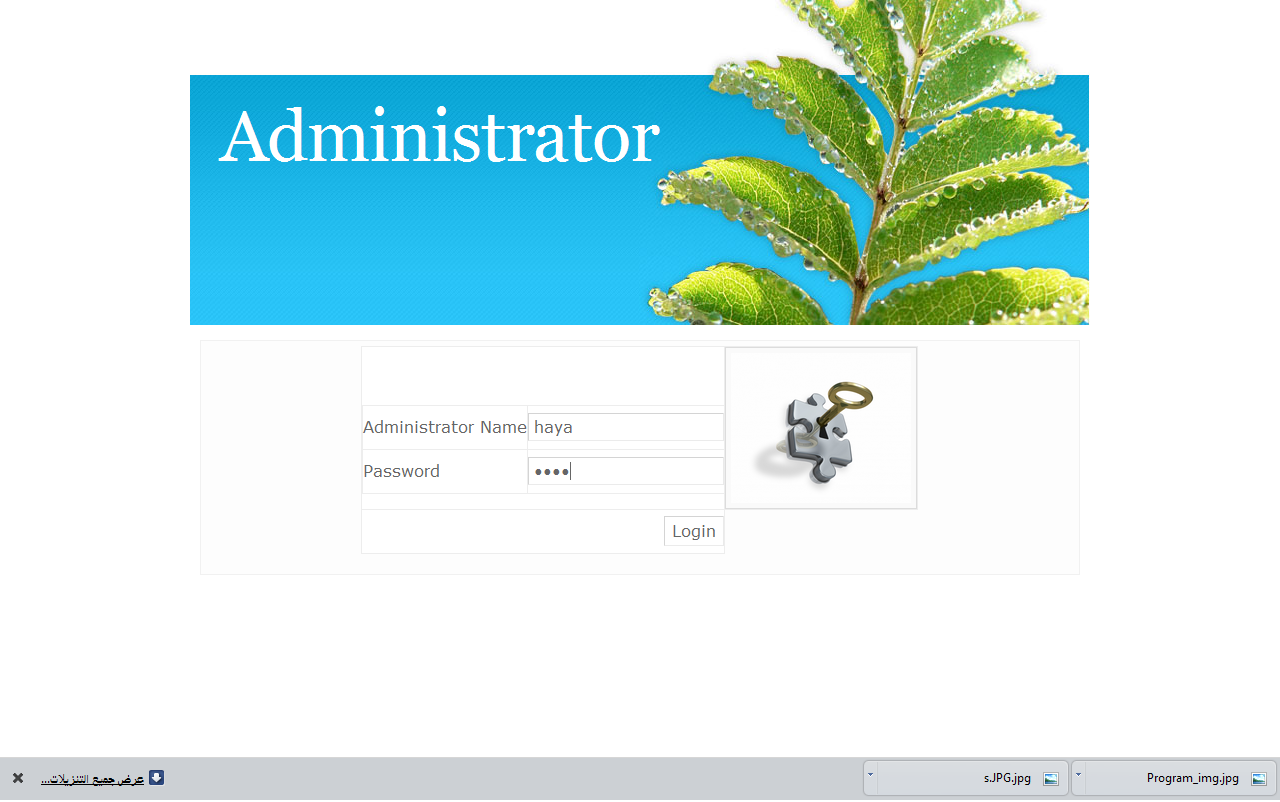 Administrator
Administrator Name haya
Password ••••
Login
عرض جميع التنزيلات...
s.JPG.jpg
Program_img.jpg